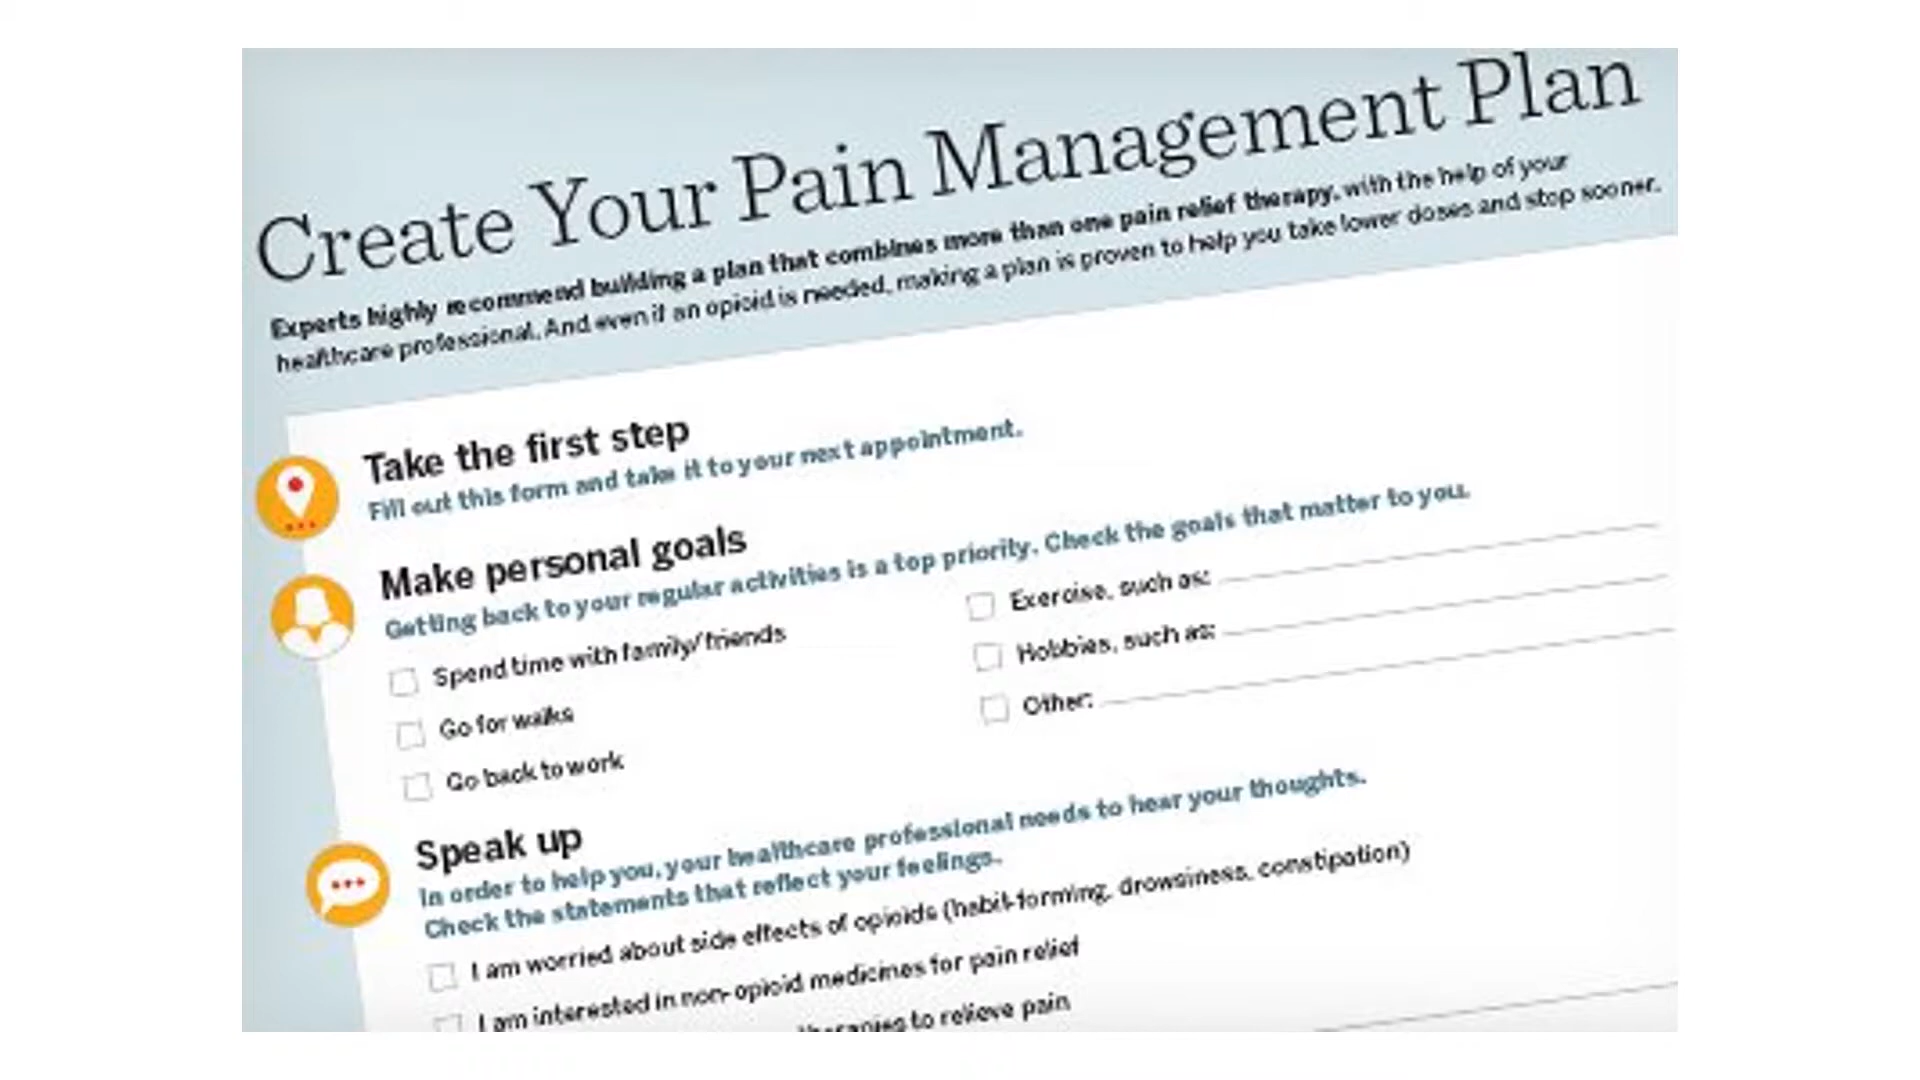 Create Your Pain Management Plan
Experts highly recommend building a plan that combines more than one pain relief therapy, with the help of your
healthcare professional. And even if an opioid is needed, making a plan is proven to help you take lower doses and stop sooner.
Take the first step
Fill out this form and take it to your next appointment.
Make personal goals
Getting back to your regular activities is a top priority. Check the goals that matter to you.
Spend time with family/friends
Go for walks
Go back to work
Exercise, such as:
Hobbies, such as:
Other:
Speak up
In order to help you, your healthcare professional needs to hear your thoughts.
Check the statements that reflect your feelings.
I am worried about side effects of opioids (habit-forming, drowsiness, constipation)
I am interested in non-opioid medicines for pain relief
therapies to relieve pain